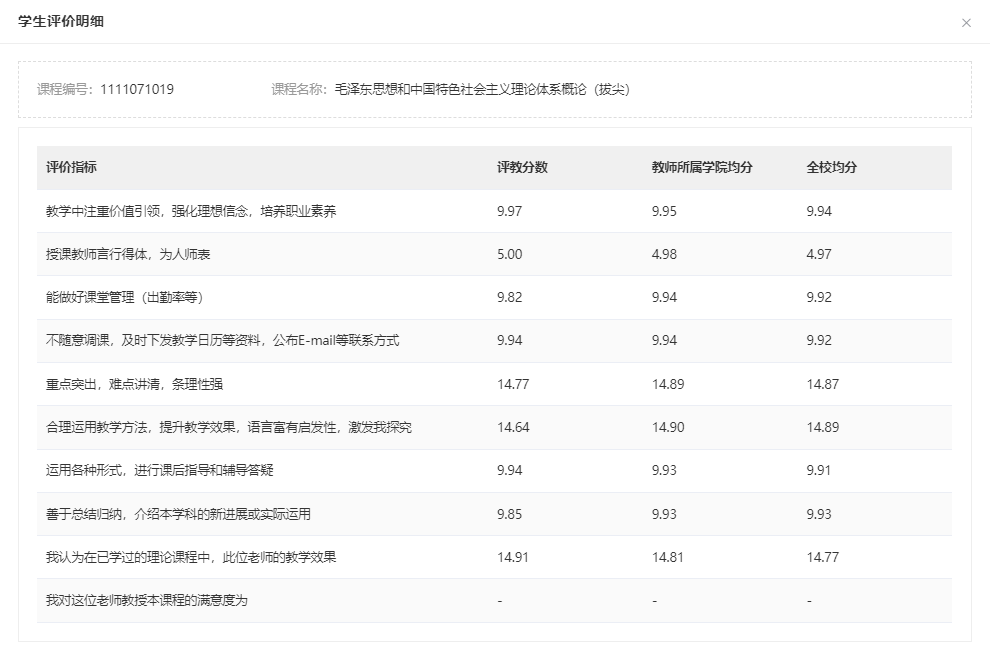 学生评价明细
课程编号：1111071019 课程名称：毛泽东思想和中国特色社会主义理论体系概论（拔尖）
评价指标 评教分数 教师所属学院均分 全校均分
教学中注重价值引领，强化理想信念，培养职业素养 9.97 9.95 9.94
授课教师言行得体，为人师表 5.00 4.98 4.97
能做好课堂管理（出勤率等） 9.82 9.94 9.92
不随意调课，及时下发教学日历等资料，公布E-mail等联系方式 9.94 9.94 9.92
重点突出，难点讲清，条理性强 14.77 14.89 14.87
合理运用教学方法，提升教学效果，语言富有启发性，激发我探究 14.64 14.90 14.89
运用各种形式，进行课后指导和辅导答疑 9.94 9.93 9.91
善于总结归纳，介绍本学科的新进展或实际运用 9.85 9.93 9.93
我认为在已学过的理论课程中，此位老师的教学效果 14.91 14.81 14.77
我对这位老师教授本课程的满意度为 - - -